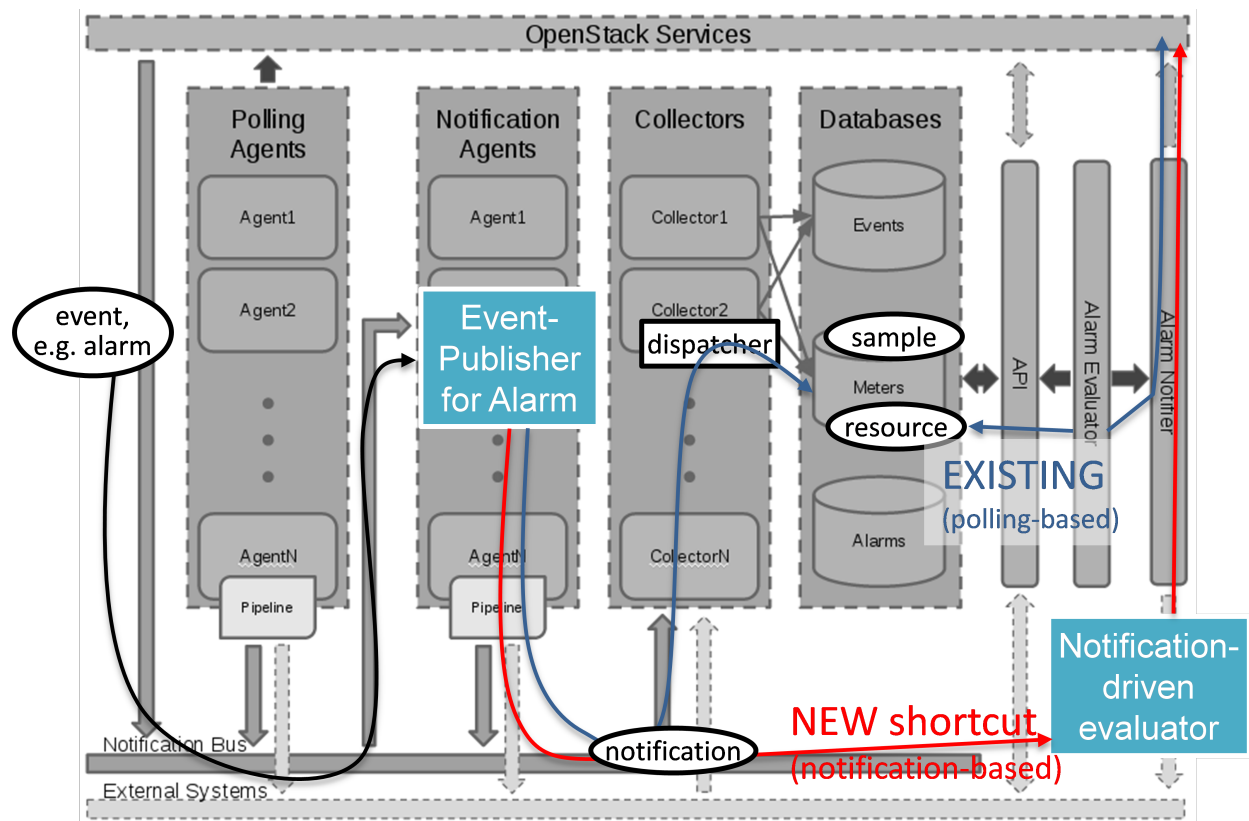 OpenStack Services
Polling
Agents
Agent1
Agent2
AgentN
Pipeline
Notification
Agents
Agent1
AgentN
Pipeline
Collectors
Collector1
Collector2
CollectorN
Databases
Events
Meters
Alarms
API
Alarm Evaluator
Alarm Notifier
event,
e.g. alarm
Event-
Publisher
for Alarm
dispatcher
sample
resource
EXISTING
(polling-based)
Notification-
driven
evaluator
NEW shortcut
(notification-based)
notification
Notification Bus
External Systems